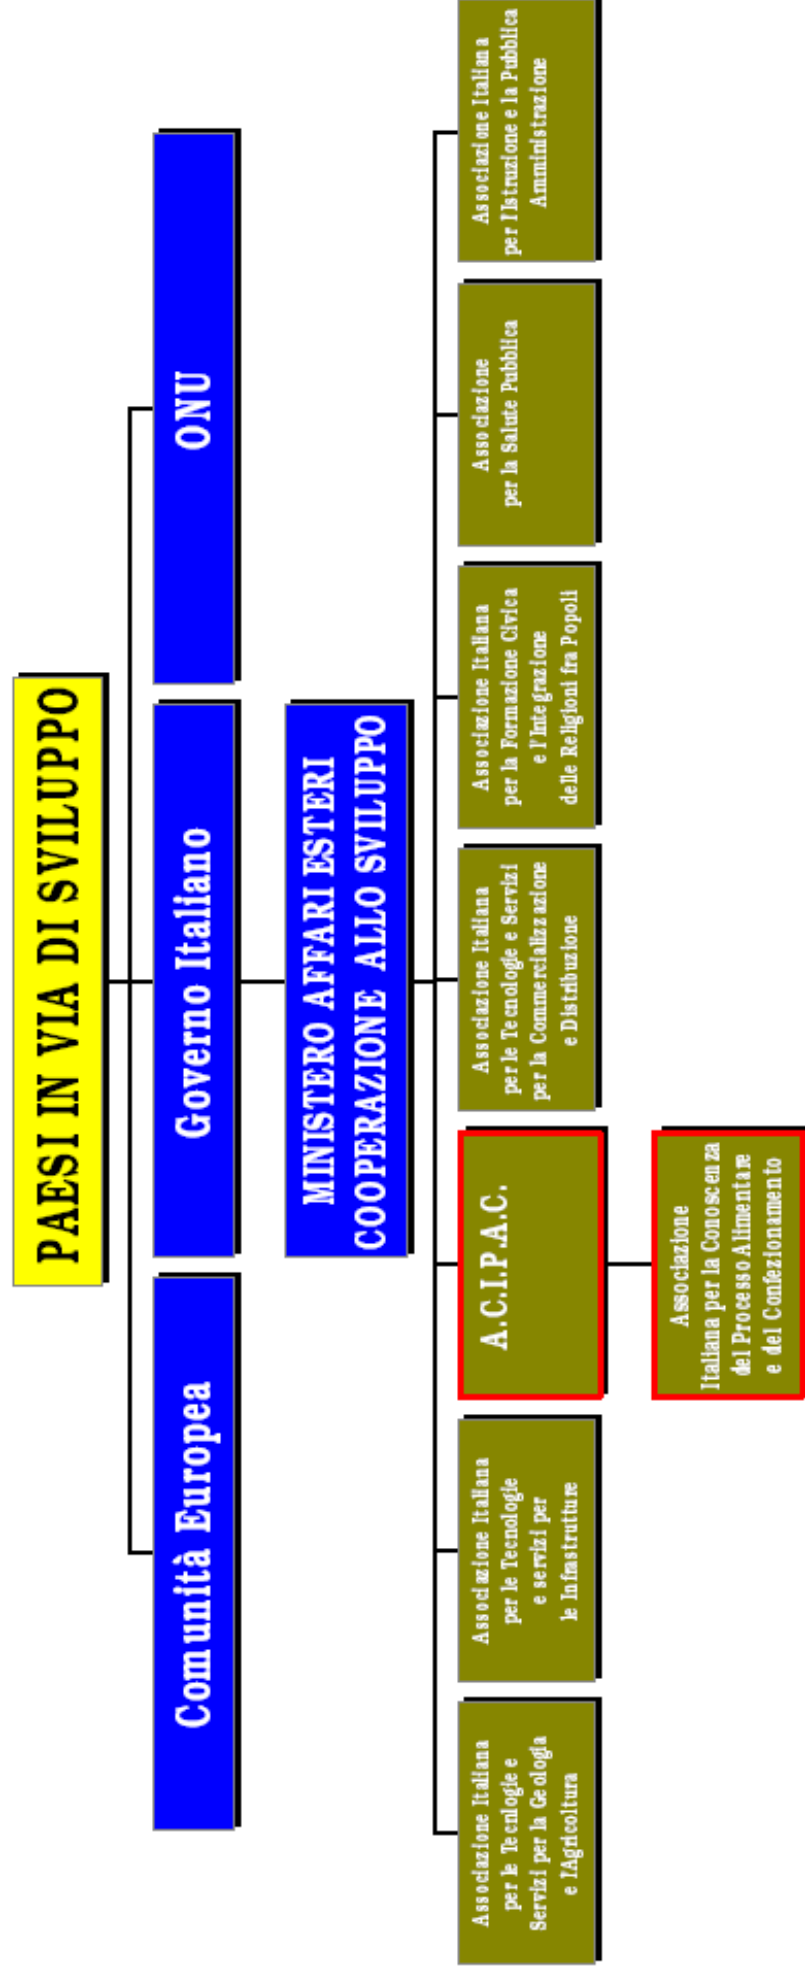 PAESI IN VIA DI SVILUPPO
Comunità Europea
Governo Italiano
ONU
MINISTERO AFFARI ESTERI
COOPERAZIONE ALLO SVILUPPO
Associazione Italiana
per le Tecnlogie e
Servizi per la Geologia
e l'Agricoltura
Associazione Italiana
per le Tecnologie
e servizi per
le Infrastrutture
A.C.I.P.A.C.
Associazione Italiana
per le Tecnologie e Servizi
per la Commercializzazione
e Distribuzione
Associazione Italiana
per la Formazione Civica
e l'Integrazione
delle Religioni fra Popoli
Associazione
per la Salute Pubblica
Associazione Italiana
per l'Istruzione e la Pubblica
Amministrazione
Associazione
Italiana per la Conoscenza
del Processo Alimentare
e del Confezionamento